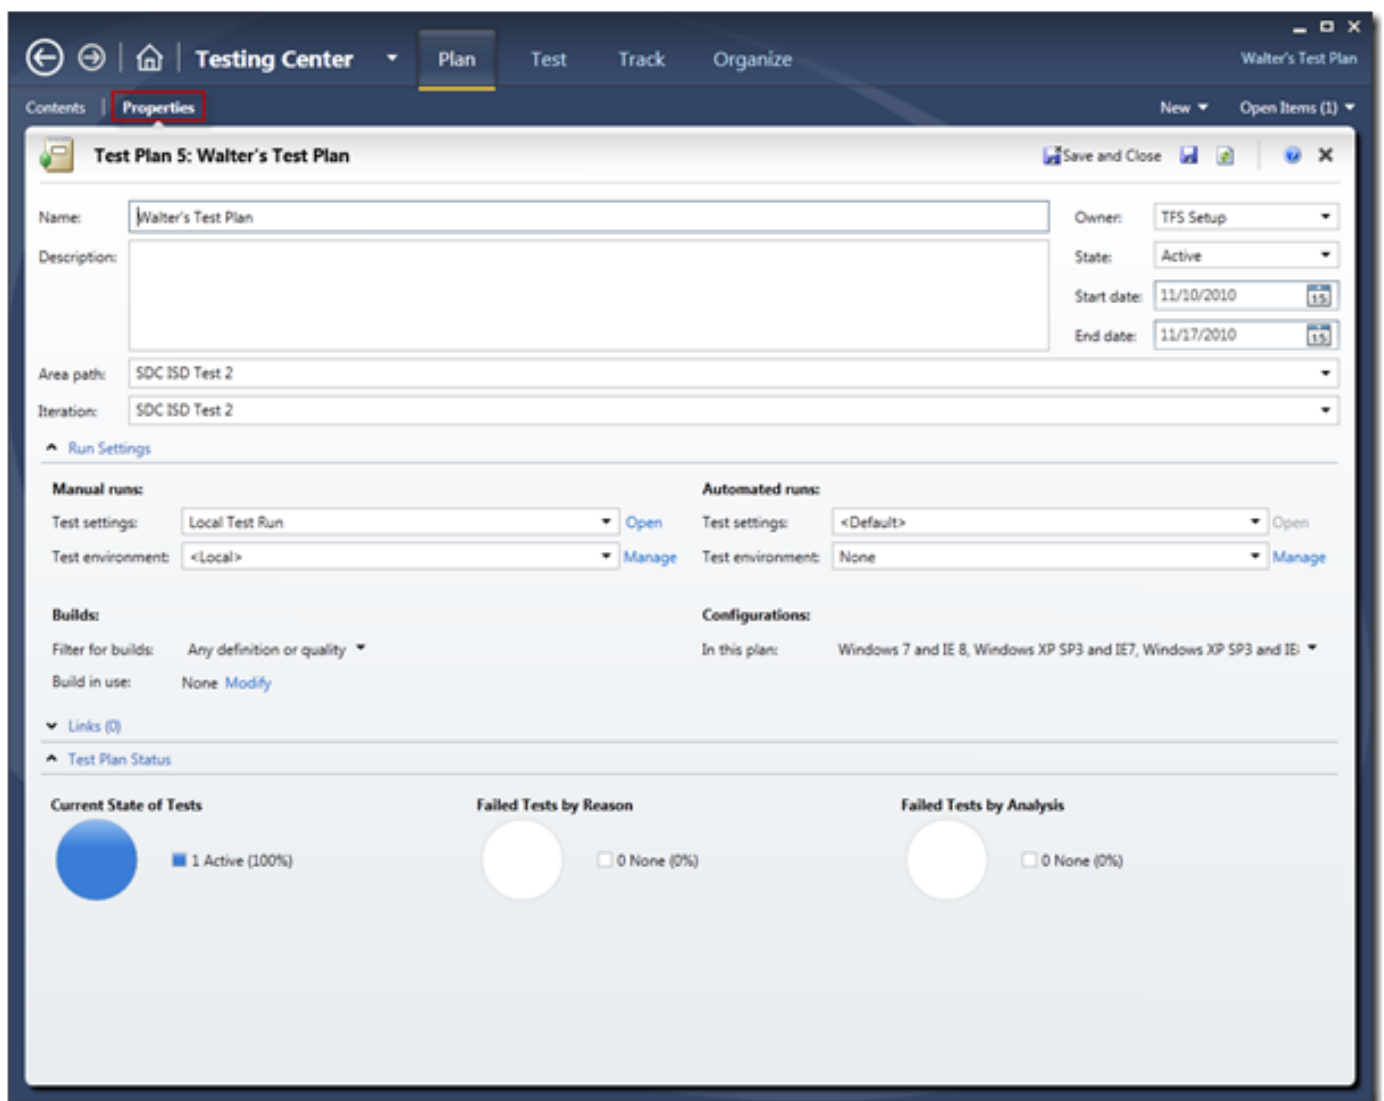 Testing Center Plan Test Track Organize Walter's Test Plan
Contents Properties New Open Items (1)
Test Plan 5: Walter's Test Plan Save and Close
Name: Walter's Test Plan Owner: TFS Setup
Description: State: Active
Start date: 11/10/2010 15
End date: 11/17/2010 15
Area path: SDC ISD Test 2
Iteration: SDC ISD Test 2
Run Settings
Manual runs: Automated runs:
Test settings: Local Test Run Open Test settings: <Default> Open
Test environment: <Local> Manage Test environment: None Manage
Builds: Configurations:
Filter for builds: Any definition or quality In this plan: Windows 7 and IE 8, Windows XP SP3 and IE7, Windows XP SP3 and IE
Build in use: None Modify
Links (0)
Test Plan Status
Current State of Tests Failed Tests by Reason Failed Tests by Analysis
1 Active (100%) 0 None (0%) 0 None (0%)